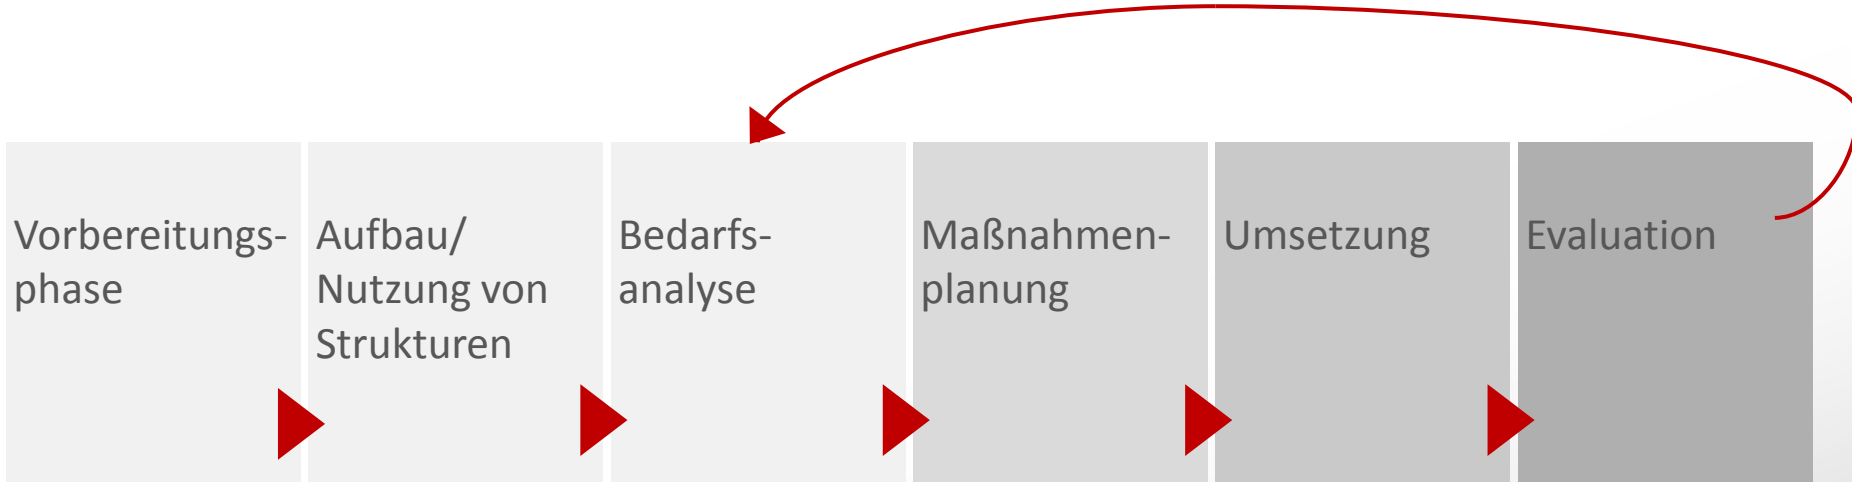 Vorbereitungs-
phase
Aufbau/
Nutzung von
Strukturen
Bedarfs-
analyse
Maßnahmen-
planung
Umsetzung
Evaluation